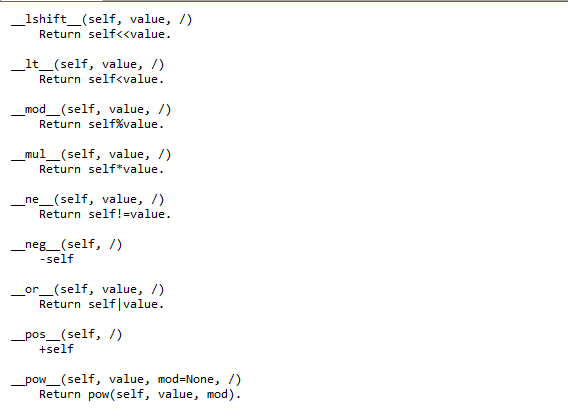 __lshift__(self, value, /)
Return self<<value.
__lt__(self, value, /)
Return self<value.
__mod__(self, value, /)
Return self%value.
__mul__(self, value, /)
Return self*value.
__ne__(self, value, /)
Return self!=value.
__neg__(self, /)
-self
__or__(self, value, /)
Return self|value.
__pos__(self, /)
+self
__pow__(self, value, mod=None, /)
Return pow(self, value, mod).